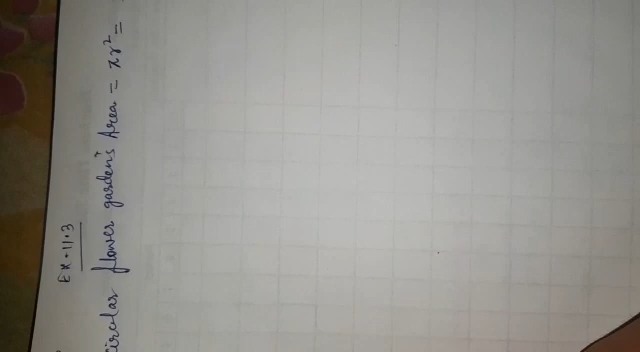 Ex-11.3
circular flower garden's Area = πr² =